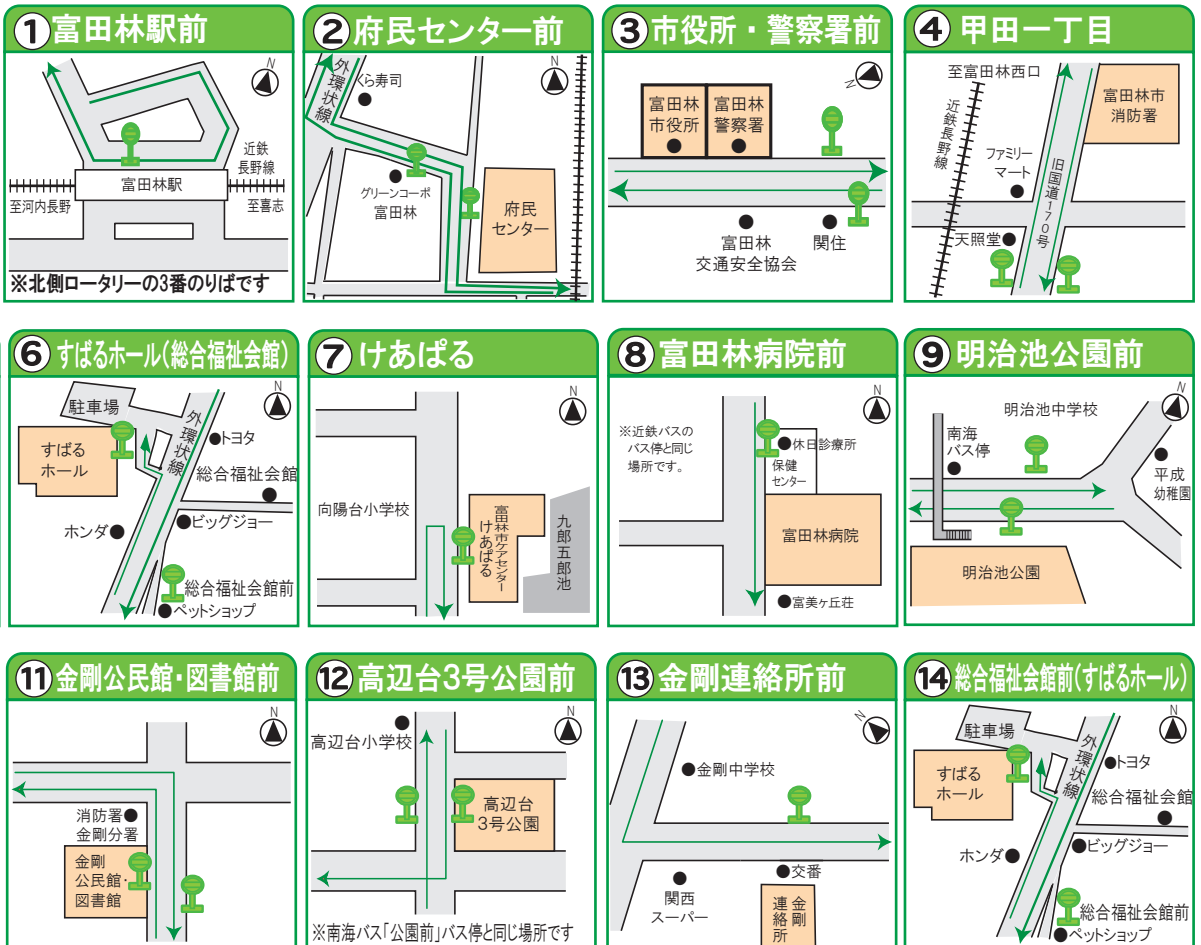 ①富田林駅前
N
近鉄
長野線
富田林駅
至河内長野
至喜志
※北側ロータリーの3番のりばです
②府民センター前
外環状線
くら寿司
N
グリーンコーポ
富田林
府民
センター
③市役所・警察署前
N
富田林
市役所
富田林
警察署
富田林
交通安全協会
関住
④甲田一丁目
至富田林西口
N
近鉄長野線
富田林市
消防署
ファミリー
マート
旧国道170号
天照堂
⑥すばるホール(総合福祉会館)
N
駐車場
外環状線
トヨタ
すばる
ホール
総合福祉会館
ホンダ
ビッグジョー
総合福祉会館前
ペットショップ
⑦けあぱる
N
向陽台小学校
富田林市ケアセンター
けあぱる
九郎五郎池
⑧富田林病院前
N
※近鉄バスの
バス停と同じ
場所です。
休日診療所
保健
センター
富田林病院
富美ヶ丘荘
⑨明治池公園前
N
明治池中学校
南海
バス停
平成
幼稚園
明治池公園
⑪金剛公民館・図書館前
N
消防署
金剛分署
金剛
公民館・
図書館
⑫高辺台3号公園前
N
高辺台小学校
高辺台
3号公園
※南海バス「公園前」バス停と同じ場所です
⑬金剛連絡所前
N
金剛中学校
交番
関西
スーパー
金剛
連絡所
⑭総合福祉会館前(すばるホール)
N
駐車場
外環状線
トヨタ
すばる
ホール
総合福祉会館
ホンダ
ビッグジョー
総合福祉会館前
ペットショップ